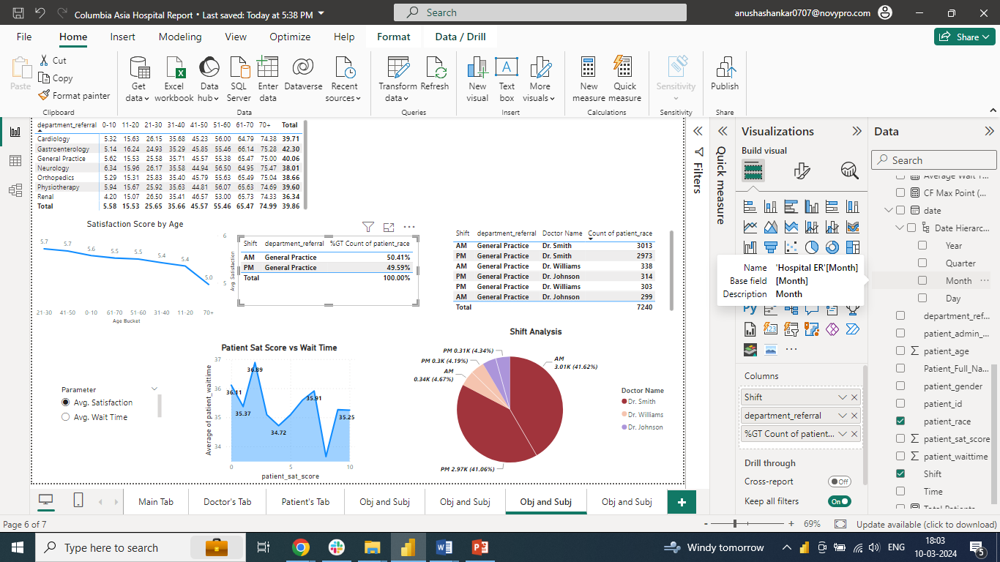 Columbia Asia Hospital Report • Last saved: Today at 5:38 PM
Search
anushashankar0707@novypro.com
File Home Insert Modeling View Optimize Help Format Data / Drill
Share
Paste
Cut
Copy
Format painter
Get data
Excel workbook
Data hub
SQL Server
Enter data
Dataverse
Recent sources
Transform data
Refresh
New visual
Text box
More visuals
New measure
Quick measure
Sensitivity
Publish
Clipboard Data Queries Insert Calculations Sensitivity Share
department_referral 0-10 11-20 21-30 31-40 41-50 51-60 61-70 70+ Total
Cardiology 5.32 15.63 26.15 35.68 45.23 56.00 64.79 74.38 39.71
Gastroenterology 5.14 16.24 24.93 35.29 45.85 55.46 66.14 75.28 42.30
General Practice 5.62 15.53 25.58 35.71 45.57 55.38 65.47 75.00 40.06
Neurology 6.34 15.96 26.17 35.58 44.94 56.50 64.95 75.47 38.01
Orthopedics 5.29 15.31 25.83 35.40 45.79 55.63 65.49 75.04 38.66
Physiotherapy 5.94 15.67 25.92 35.63 44.81 56.07 65.63 74.69 39.60
Renal 4.20 15.07 26.50 35.41 46.57 53.00 65.73 74.33 36.34
Total 5.58 15.53 25.65 35.66 45.57 55.46 65.47 74.99 39.86
Satisfaction Score by Age
5.7 5.7 5.6 5.5 5.5 5.4 5.4 5.0
6
5
Avg. Satisfaction
21-30 41-50 0-10 61-70 51-60 31-40 11-20 70+
Age Bucket
Shift department_referral %GT Count of patient_race
AM General Practice 50.41%
PM General Practice 49.59%
Total 100.00%
Shift department_referral Doctor Name Count of patient_race
AM General Practice Dr. Smith 3013
PM General Practice Dr. Smith 2973
AM General Practice Dr. Williams 338
PM General Practice Dr. Johnson 314
PM General Practice Dr. Williams 303
AM General Practice Dr. Johnson 299
Total 7240
Parameter
Avg. Satisfaction
Avg. Wait Time
Patient Sat Score vs Wait Time
Average of patient_waittime
37
36
35
34
36.11
35.37
36.89
34.72
35.91
35.25
0 5 10
patient_sat_score
Shift Analysis
PM 0.31K (4.34%)
PM 0.3K (4.19%)
AM
0.34K (4.67%)
AM
3.01K (41.62%)
PM 2.97K (41.06%)
Doctor Name
Dr. Smith
Dr. Williams
Dr. Johnson
Filters
Quick measure
Visualizations
Build visual
Name 'Hospital ER'[Month]
Base field [Month]
Description Month
Py
123
Columns
Shift
department_referral
%GT Count of patient...
Drill through
Cross-report Off
Keep all filters On
Data
Search
Average Wait T...
CF Max Point (...
date
Date Hierarc...
Year
Quarter
Month
Day
department_ref...
patient_admin_...
patient_age
Patient_Full_Na...
patient_gender
patient_id
patient_race
patient_sat_score
patient_waittime
Shift
Time
Total Patients
Main Tab Doctor's Tab Patient's Tab Obj and Subj Obj and Subj Obj and Subj Obj and Subj
Page 6 of 7
69%
Update available (click to download)
Type here to search
Windy tomorrow
ENG
18:03
10-03-2024
5